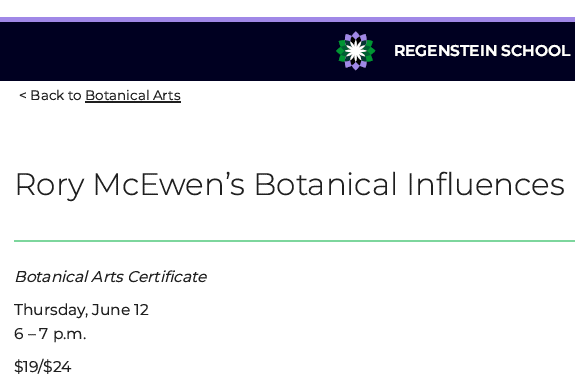 REGENSTEIN SCHOOL
< Back to Botanical Arts
Rory McEwen’s Botanical Influences
Botanical Arts Certificate
Thursday, June 12
6 – 7 p.m.
$19/$24